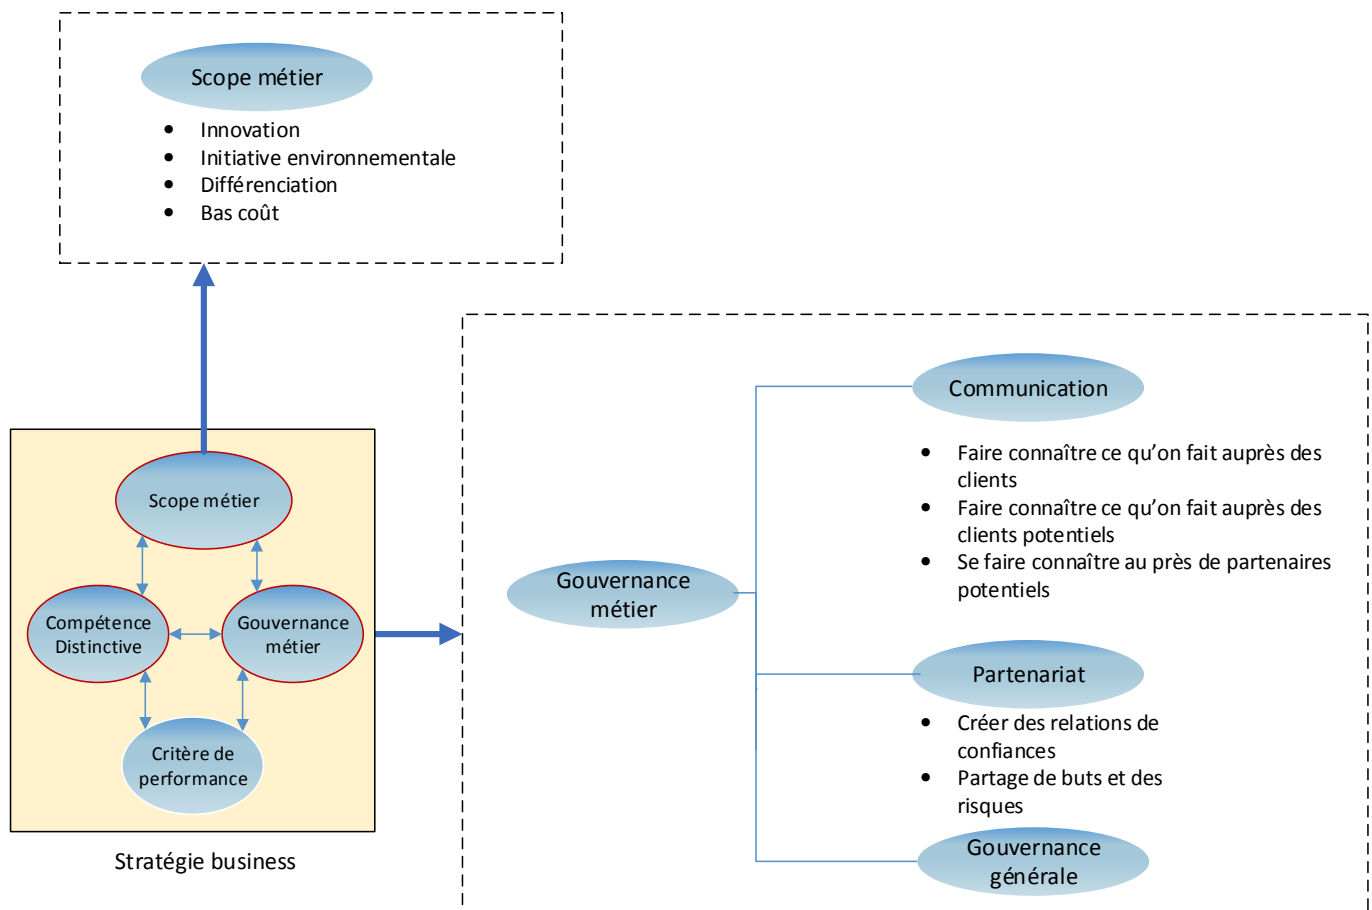 Scope métier
• Innovation
• Initiative environnementale
• Différenciation
• Bas coût
Scope métier
Compétence
Distinctive
Gouvernance
métier
Critère de
performance
Stratégie business
Gouvernance
métier
Communication
• Faire connaître ce qu’on fait auprès des
clients
• Faire connaître ce qu’on fait auprès des
clients potentiels
• Se faire connaître au près de partenaires
potentiels
Partenariat
• Créer des relations de
confiances
• Partage de buts et des
risques
Gouvernance
générale